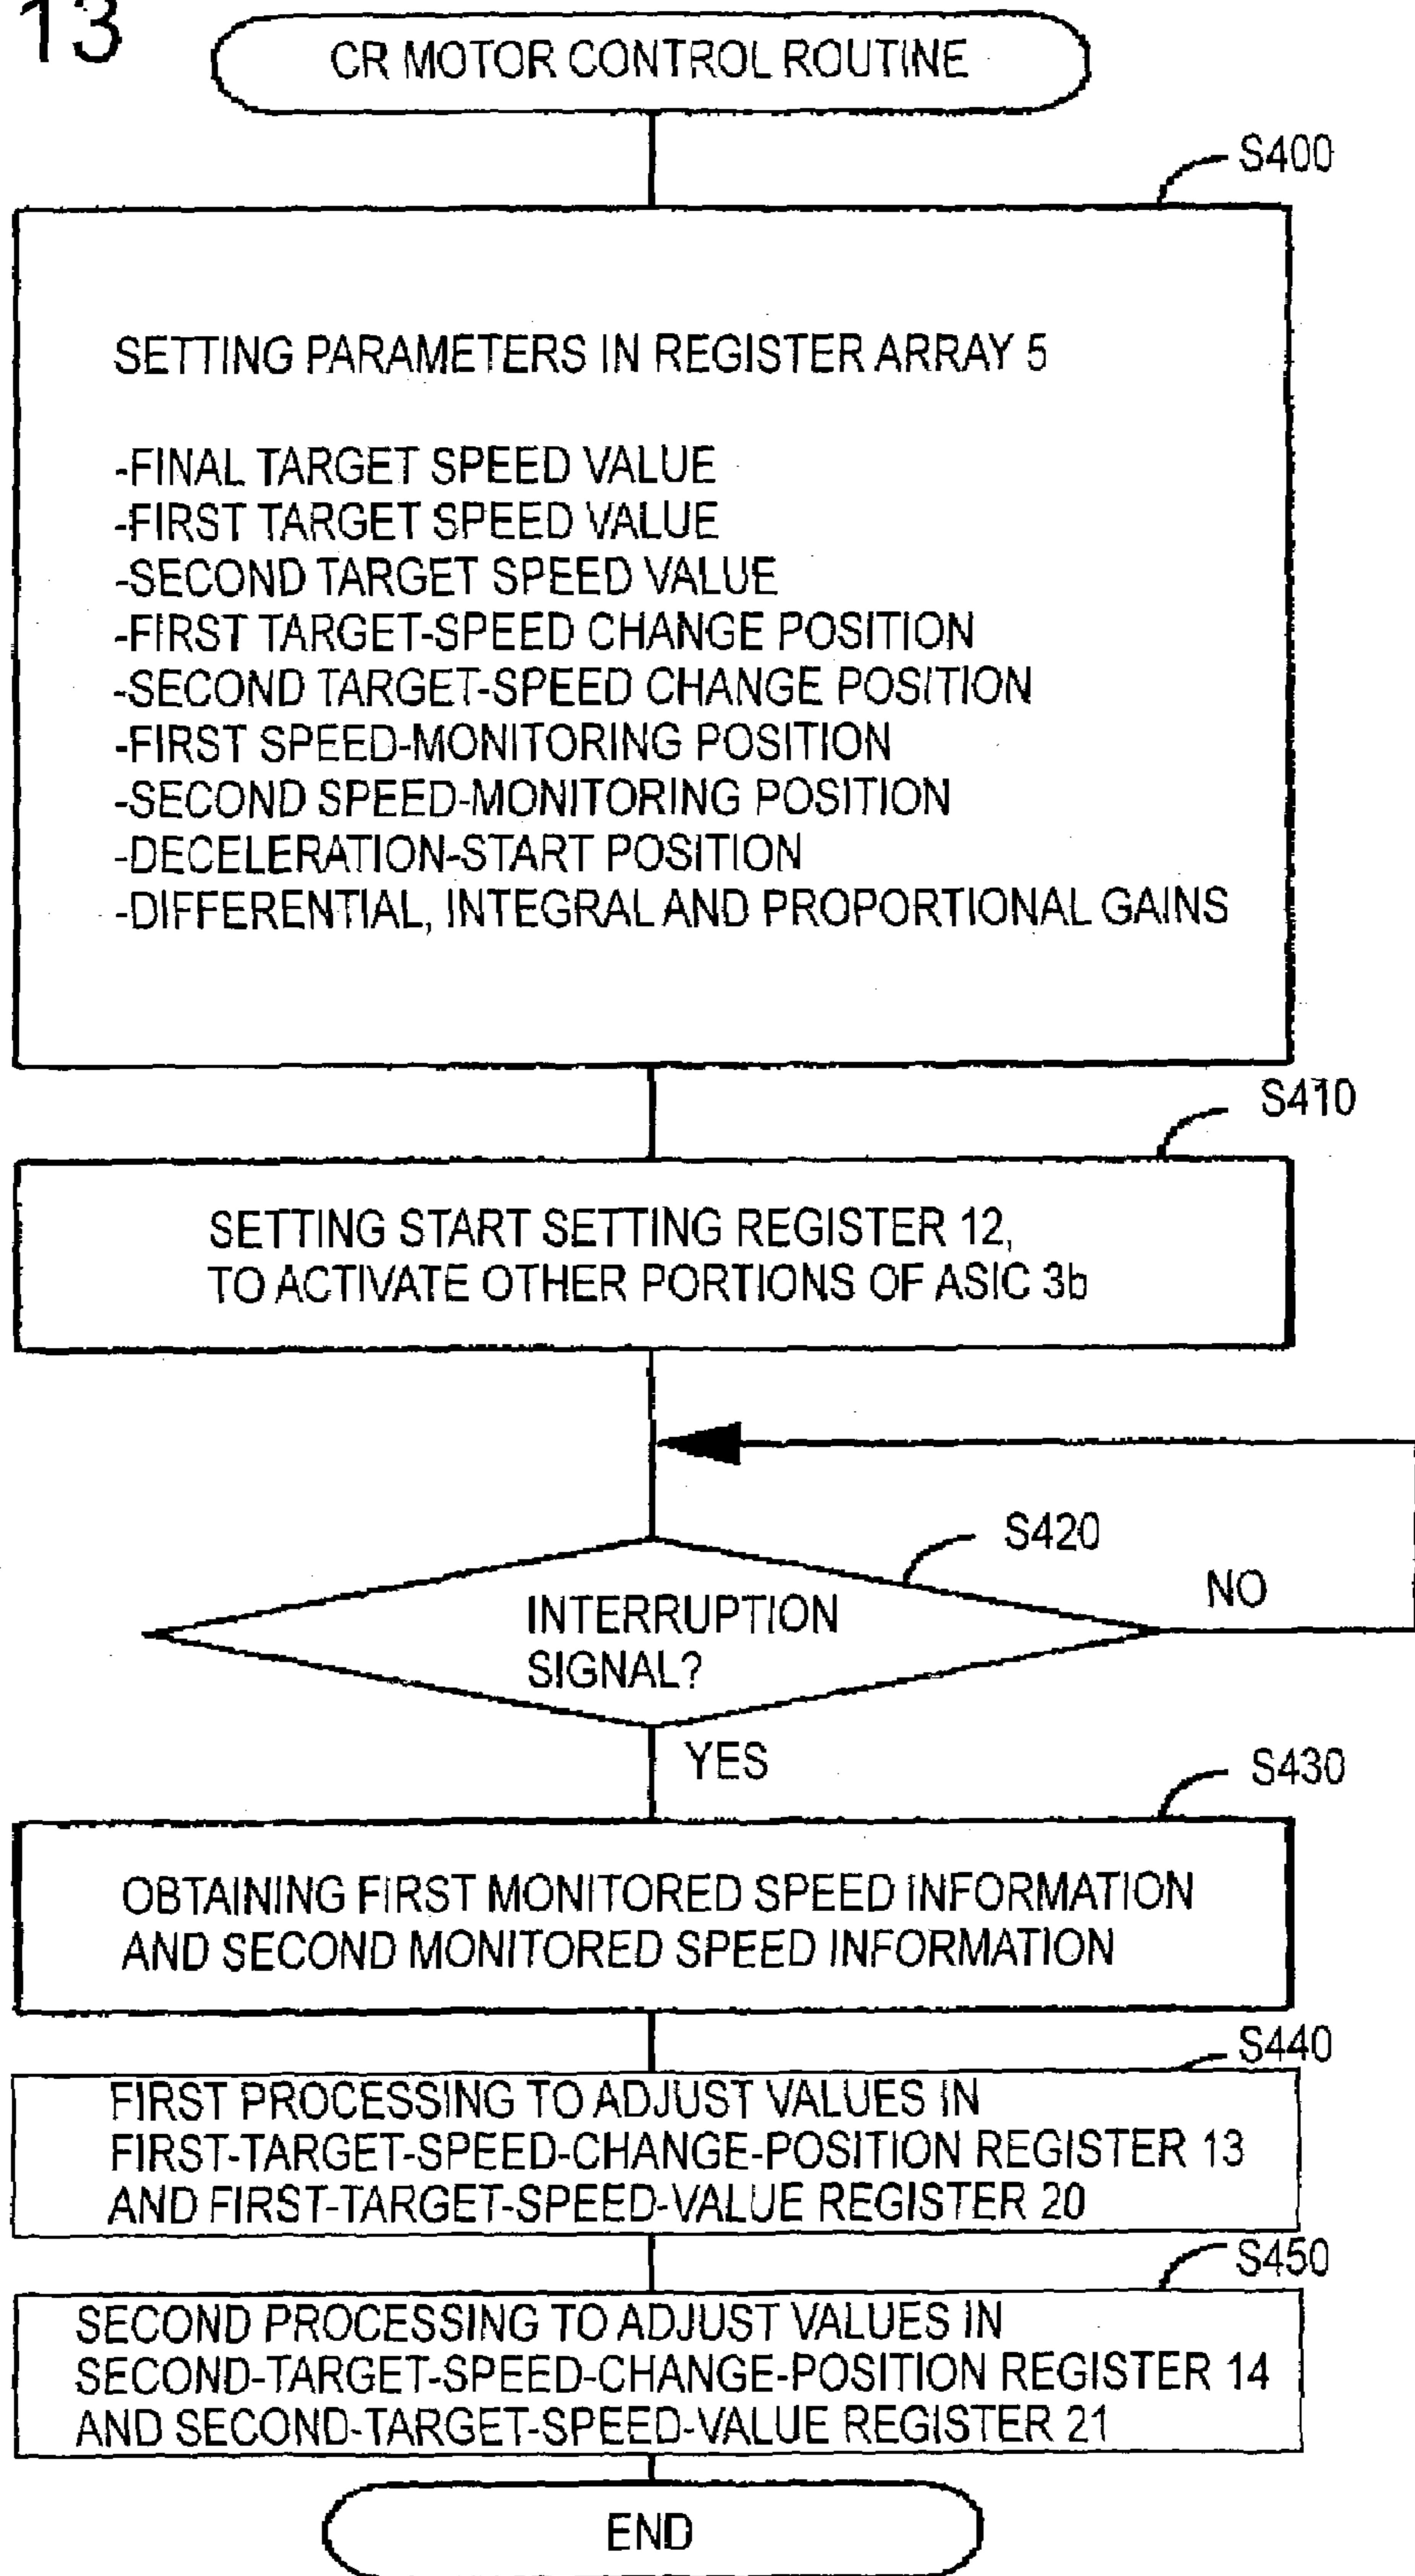 13
CR MOTOR CONTROL ROUTINE
S400
SETTING PARAMETERS IN REGISTER ARRAY 5
-FINAL TARGET SPEED VALUE
-FIRST TARGET SPEED VALUE
-SECOND TARGET SPEED VALUE
-FIRST TARGET-SPEED CHANGE POSITION
-SECOND TARGET-SPEED CHANGE POSITION
-FIRST SPEED-MONITORING POSITION
-SECOND SPEED-MONITORING POSITION
-DECELERATION-START POSITION
-DIFFERENTIAL, INTEGRAL AND PROPORTIONAL GAINS
S410
SETTING START SETTING REGISTER 12,
TO ACTIVATE OTHER PORTIONS OF ASIC 3b
S420
INTERRUPTION
SIGNAL?
NO
YES
S430
OBTAINING FIRST MONITORED SPEED INFORMATION
AND SECOND MONITORED SPEED INFORMATION
S440
FIRST PROCESSING TO ADJUST VALUES IN
FIRST-TARGET-SPEED-CHANGE-POSITION REGISTER 13
AND FIRST-TARGET-SPEED-VALUE REGISTER 20
S450
SECOND PROCESSING TO ADJUST VALUES IN
SECOND-TARGET-SPEED-CHANGE-POSITION REGISTER 14
AND SECOND-TARGET-SPEED-VALUE REGISTER 21
END